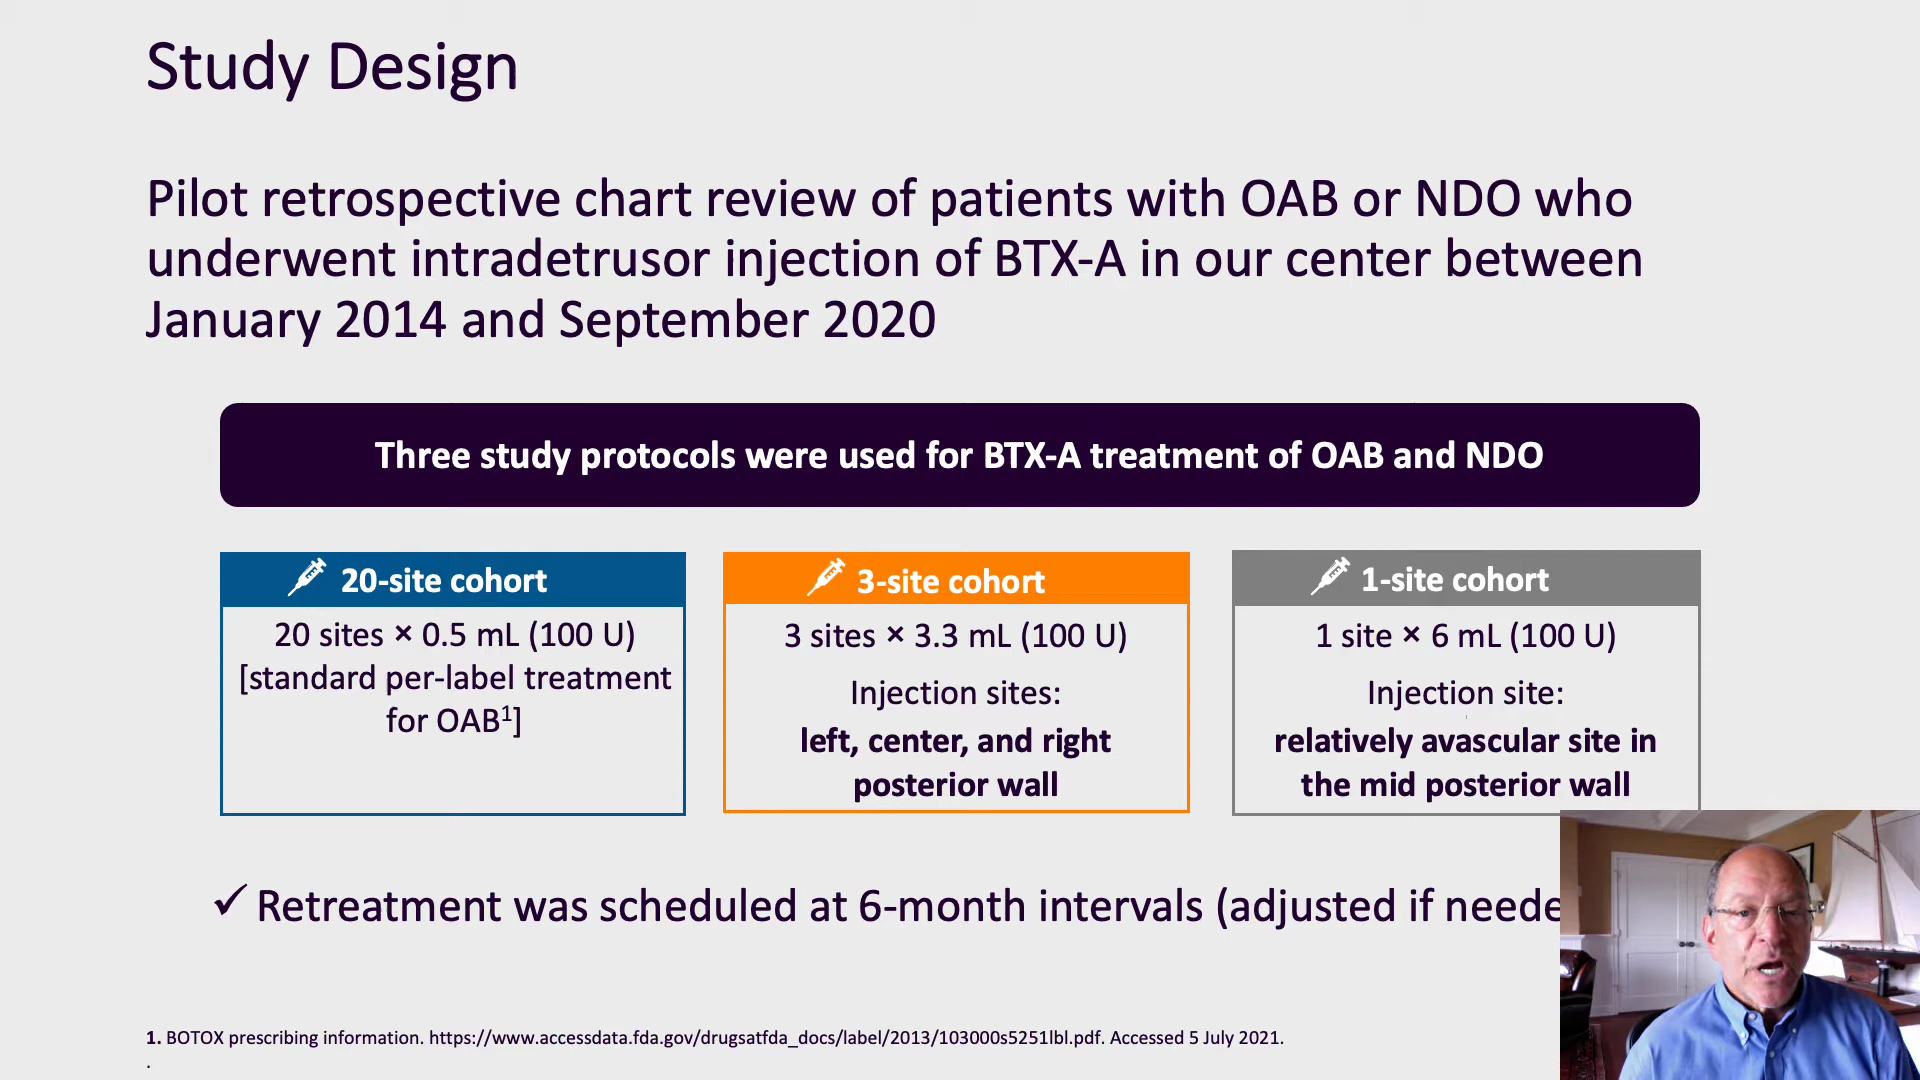 Study Design
Pilot retrospective chart review of patients with OAB or NDO who
underwent intradetrusor injection of BTX-A in our center between
January 2014 and September 2020
Three study protocols were used for BTX-A treatment of OAB and NDO
20-site cohort
20 sites × 0.5 mL (100 U)
[standard per-label treatment
for OAB¹]
3-site cohort
3 sites × 3.3 mL (100 U)
Injection sites:
left, center, and right
posterior wall
1-site cohort
1 site × 6 mL (100 U)
Injection site:
relatively avascular site in
the mid posterior wall
✓ Retreatment was scheduled at 6-month intervals (adjusted if neede
1. BOTOX prescribing information. https://www.accessdata.fda.gov/drugsatfda_docs/label/2013/103000s5251lbl.pdf. Accessed 5 July 2021.
.